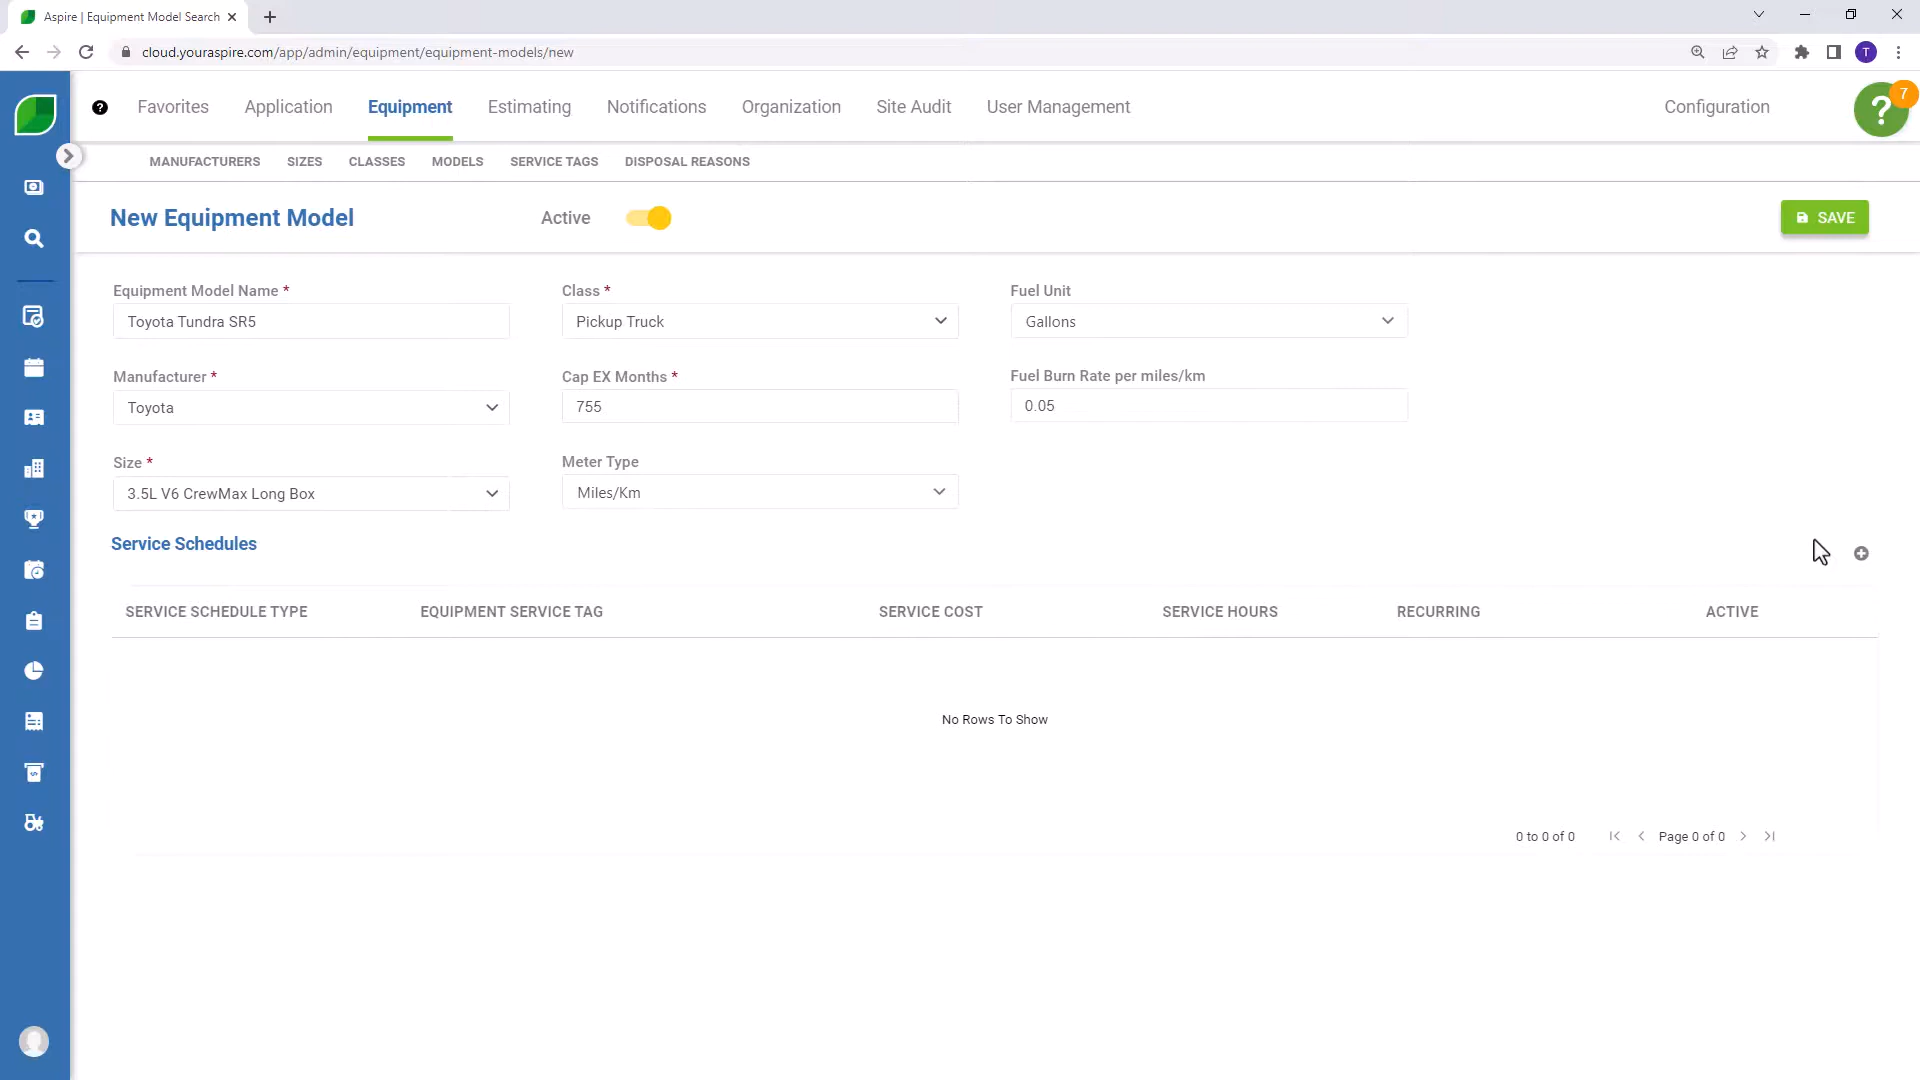 Aspire | Equipment Model Search
cloud.youraspire.com/app/admin/equipment/equipment-models/new
T
Favorites Application Equipment Estimating Notifications Organization Site Audit User Management Configuration
? 7
MANUFACTURERS SIZES CLASSES MODELS SERVICE TAGS DISPOSAL REASONS
New Equipment Model Active SAVE
Equipment Model Name * Class * Fuel Unit
Toyota Tundra SR5 Pickup Truck Gallons
Manufacturer * Cap EX Months * Fuel Burn Rate per miles/km
Toyota 755 0.05
Size * Meter Type
3.5L V6 CrewMax Long Box Miles/Km
Service Schedules
SERVICE SCHEDULE TYPE EQUIPMENT SERVICE TAG SERVICE COST SERVICE HOURS RECURRING ACTIVE
No Rows To Show
0 to 0 of 0 Page 0 of 0